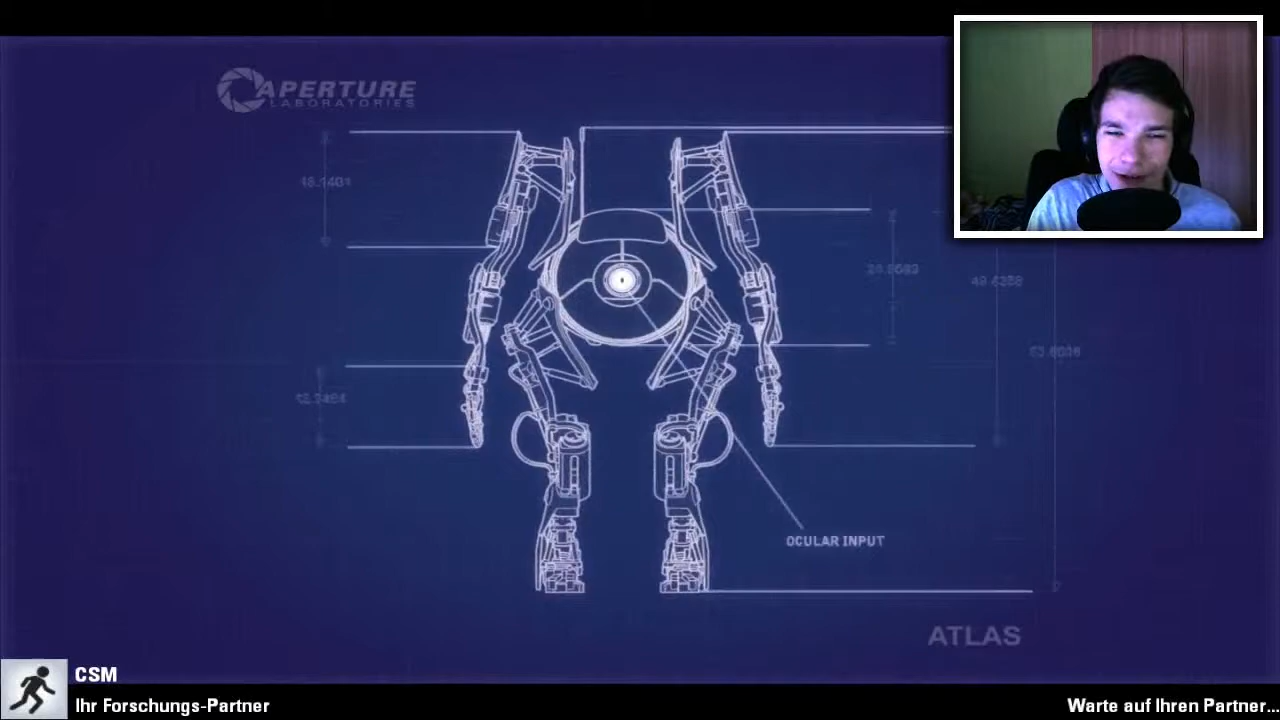 APERTURE
LABORATORIES
OCULAR INPUT
ATLAS
CSM
Ihr Forschungs-Partner
Warte auf Ihren Partner...